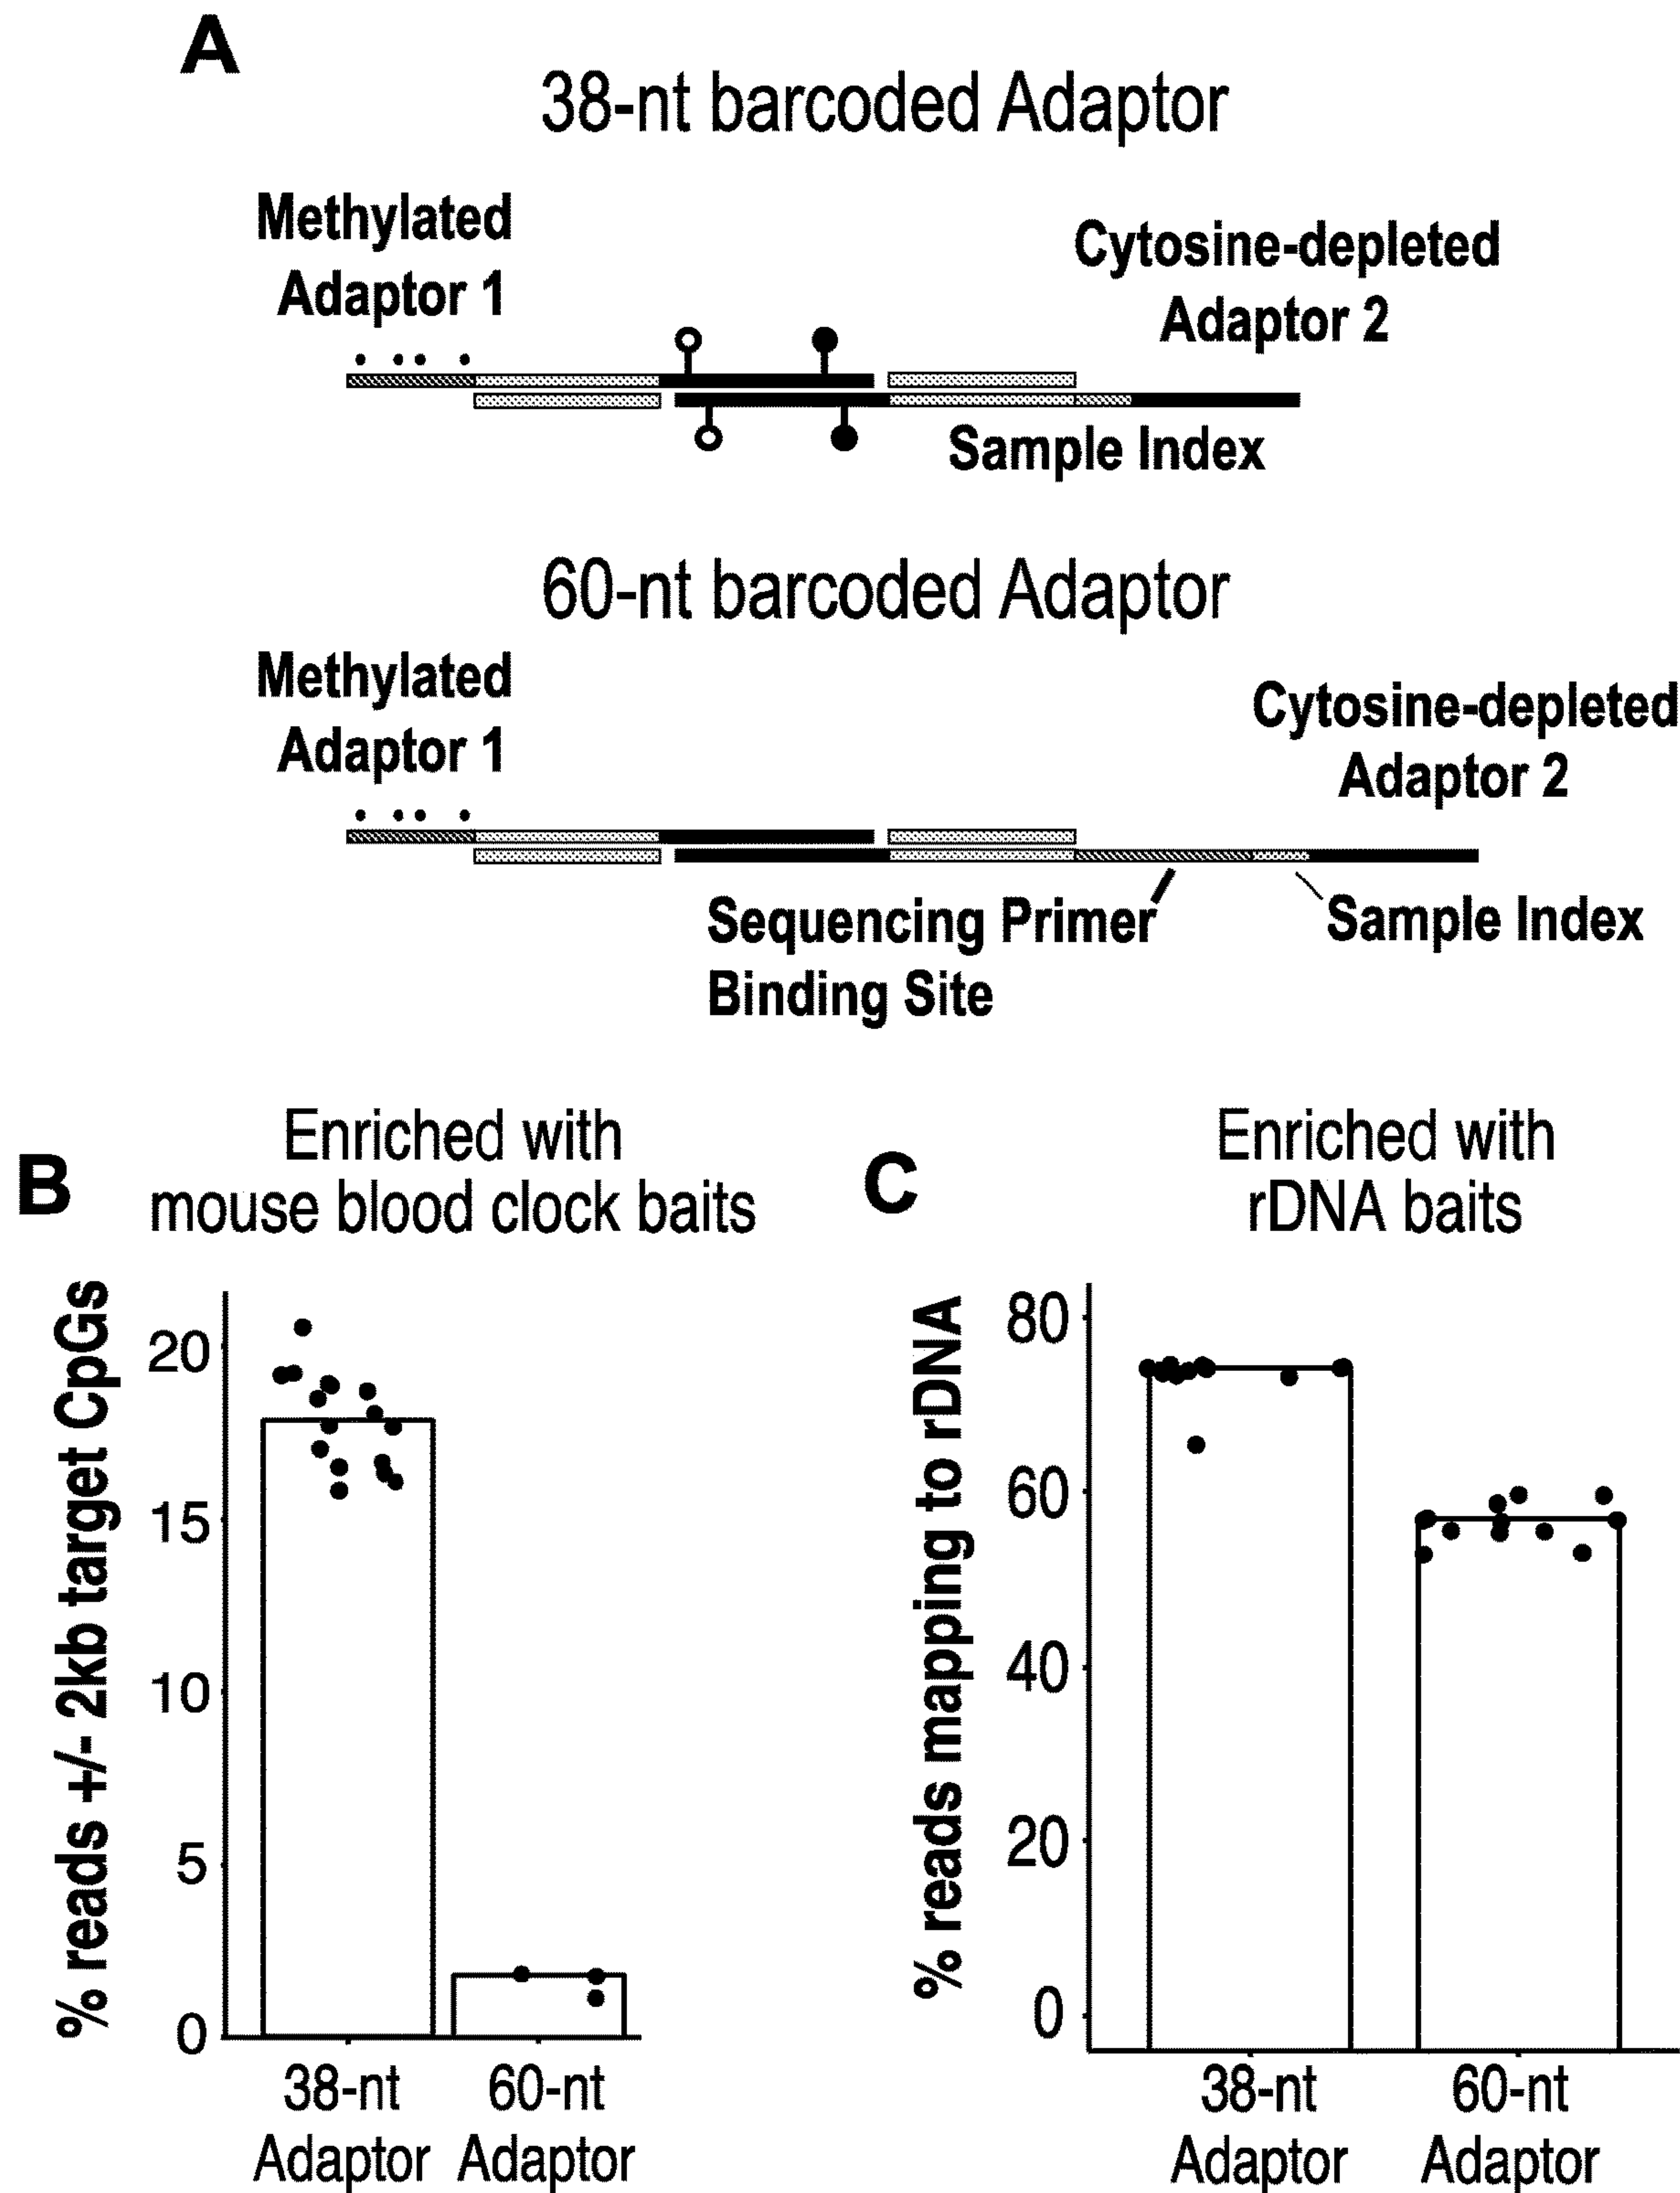 A
38-nt barcoded Adaptor
Methylated
Adaptor 1
Cytosine-depleted
Adaptor 2
Sample Index
60-nt barcoded Adaptor
Methylated
Adaptor 1
Cytosine-depleted
Adaptor 2
Sequencing Primer
Binding Site
Sample Index
B
Enriched with
mouse blood clock baits
% reads +/- 2kb target CpGs
20
15
10
5
0
38-nt
Adaptor
60-nt
Adaptor
C
Enriched with
rDNA baits
% reads mapping to rDNA
80
60
40
20
0
38-nt
Adaptor
60-nt
Adaptor